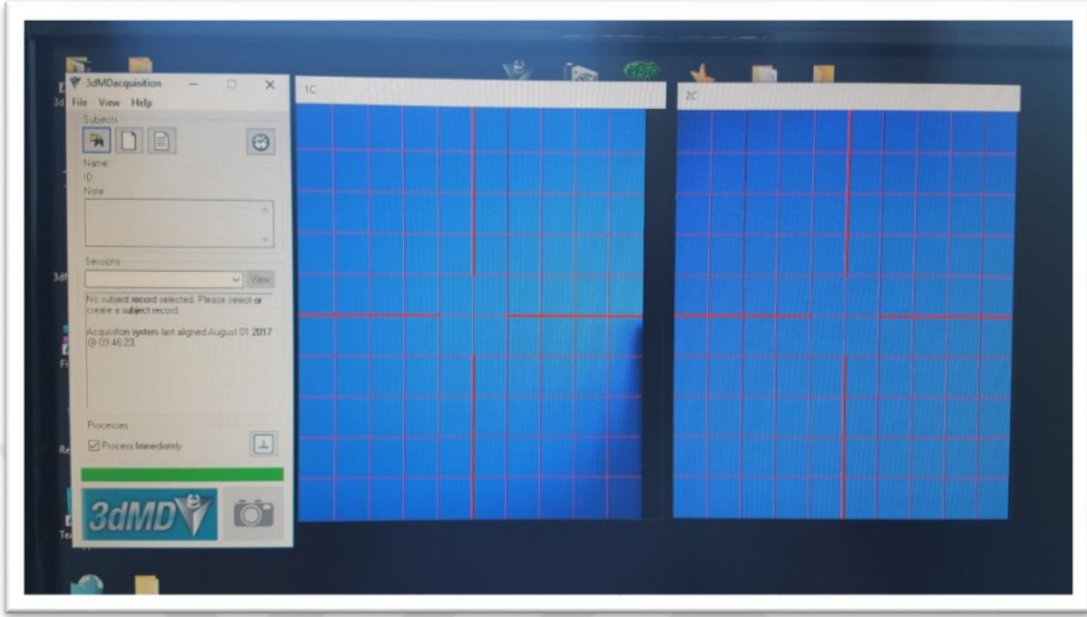 3dMDacquisition
File View Help
Subjects
Name:
ID:
Note
Sessions:
View
No subject record selected. Please select or
create a subject record.
Acquisition system last aligned August 01 2017
@ 09:46:23.
Processes
Process Immediately
3dMD
1C
2C